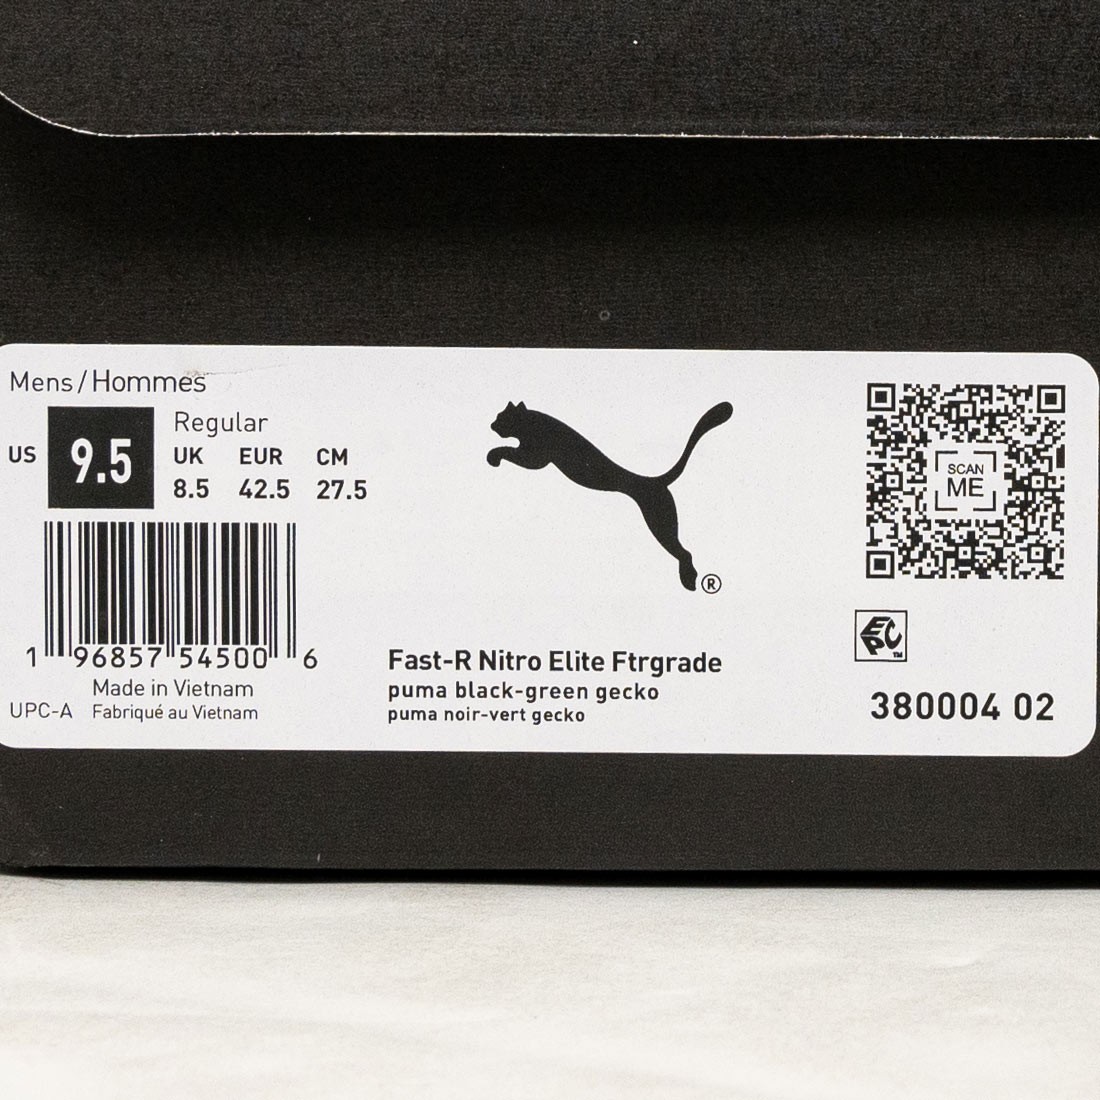 Mens/Hommes
US 9.5
Regular
UK EUR CM
8.5 42.5 27.5
1 96857 54500 6
Made in Vietnam
UPC-A Fabriqué au Vietnam
®
Fast-R Nitro Elite Ftrgrade
puma black-green gecko
puma noir-vert gecko
SCAN
ME
EPC™
380004 02